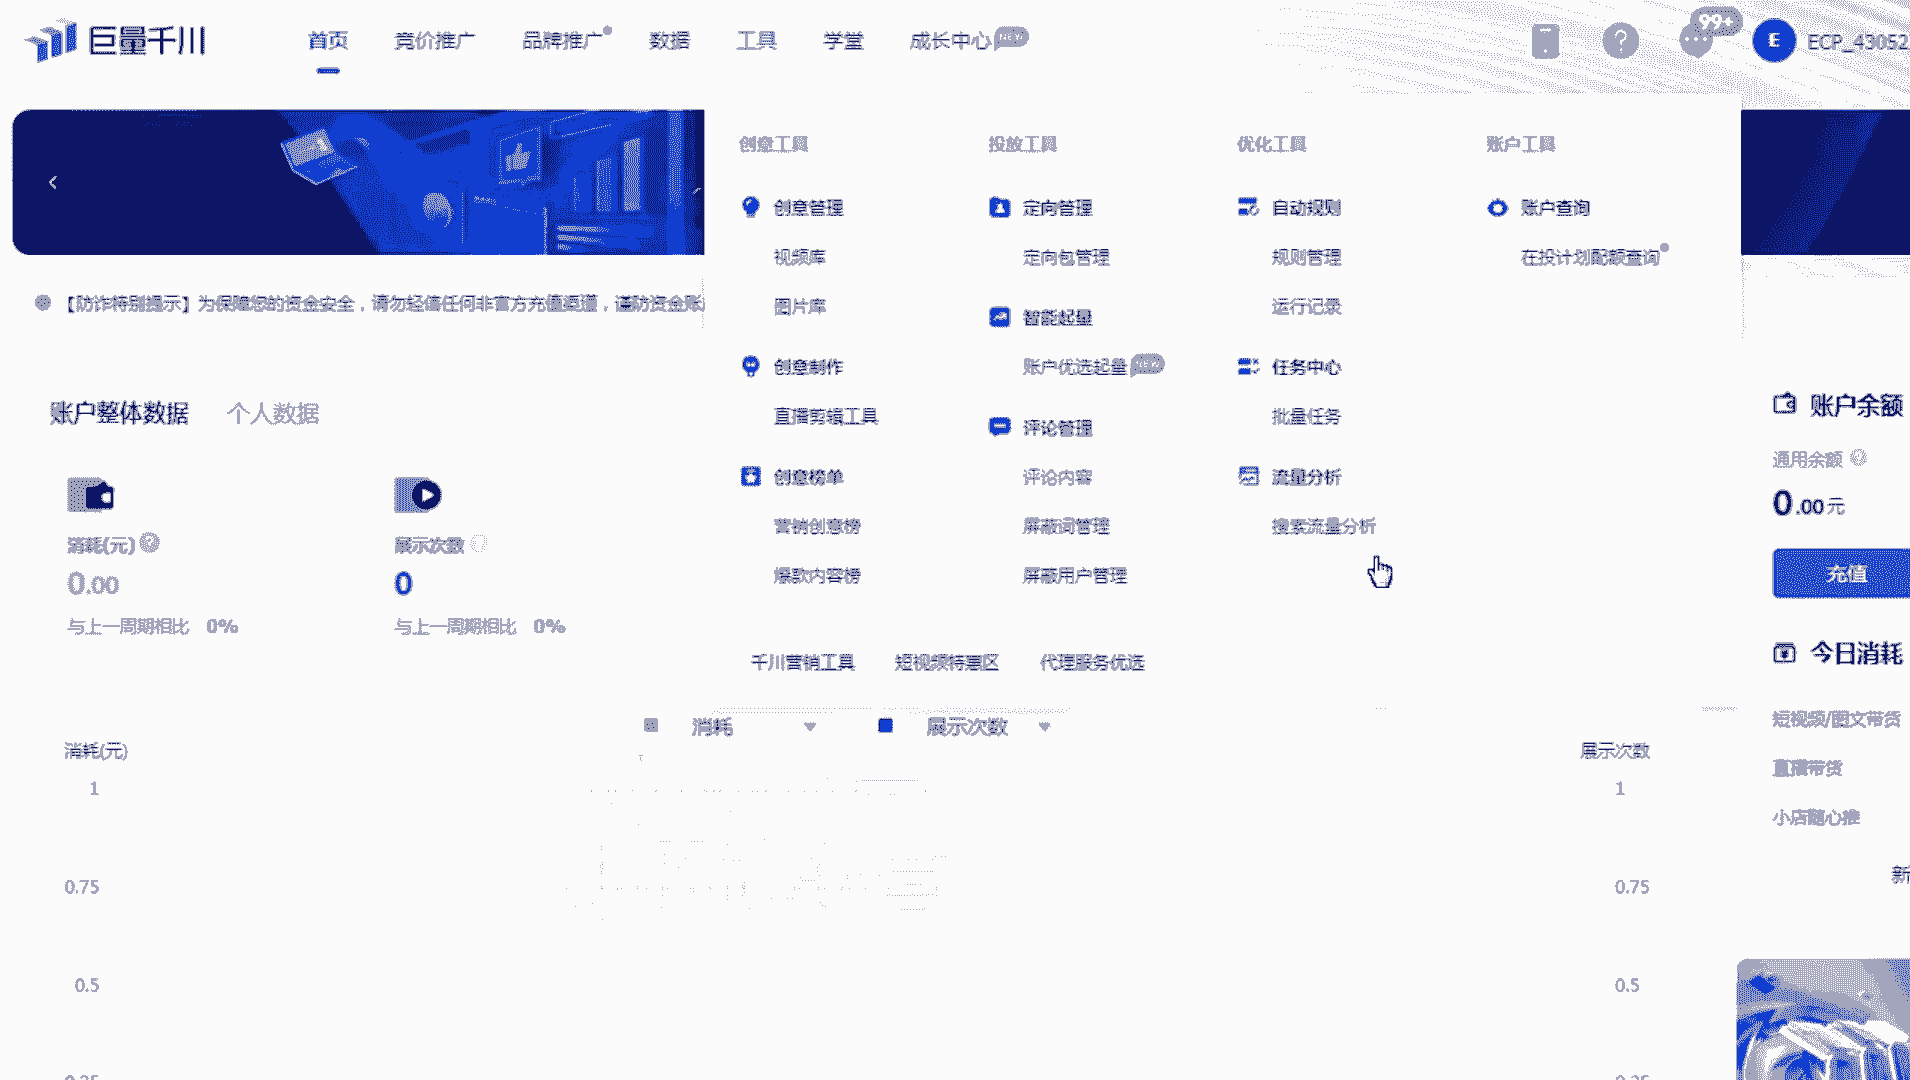 巨量千川
首页 竞价推广 品牌推广 数据 工具 学堂 成长中心 NEW
99+
E ECP_43052
创意工具 投放工具 优化工具 账户工具
创意管理 定向管理 自动规则 账户查询
视频库 定向包管理 规则管理 在投计划配额查询
【防诈特别提示】为保障您的资金安全，请勿轻信任何非官方充值渠道，谨防资金账
图片库 智能起量 运行记录
创意制作 账户优选起量 NEW 任务中心
账户整体数据 个人数据
直播剪辑工具 评论管理 批量任务
账户余额
通用余额
创意榜单 评论内容 流量分析
0.00元
营销创意榜 屏蔽词管理 搜索流量分析
消耗(元) 展示次数
爆款内容榜 屏蔽用户管理
充值
0.00 0
与上一周期相比 0% 与上一周期相比 0%
今日消耗
千川营销工具 短视频特惠区 代理服务优选
消耗 展示次数
短视频/图文带货
消耗(元) 展示次数
直播带货
1 1
小店随心推
新
0.75 0.75
0.5 0.5